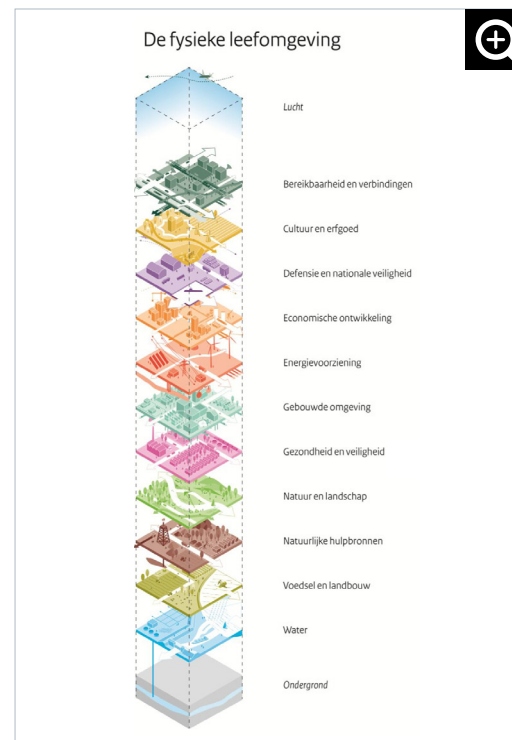 De fysieke leefomgeving
Lucht
Bereikbaarheid en verbindingen
Cultuur en erfgoed
Defensie en nationale veiligheid
Economische ontwikkeling
Energievoorziening
Gebouwde omgeving
Gezondheid en veiligheid
Natuur en landschap
Natuurlijke hulpbronnen
Voedsel en landbouw
Water
Ondergrond